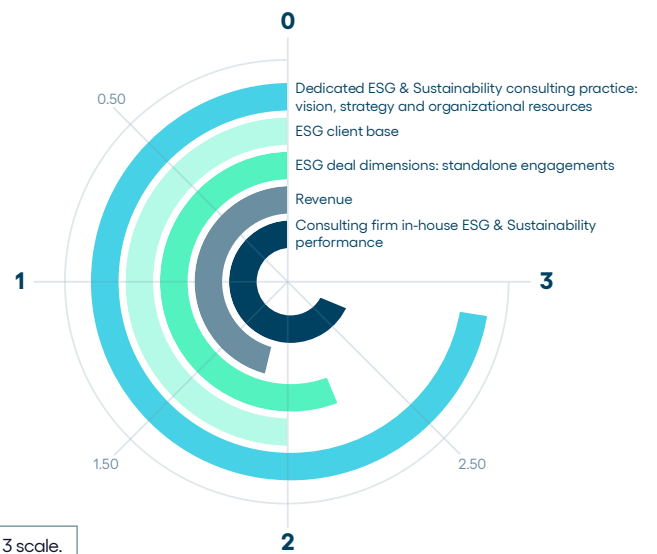 0
0.50
Dedicated ESG & Sustainability consulting practice:
vision, strategy and organizational resources
ESG client base
ESG deal dimensions: standalone engagements
Revenue
Consulting firm in-house ESG & Sustainability
performance
1
3
1.50
2.50
2
3 scale.